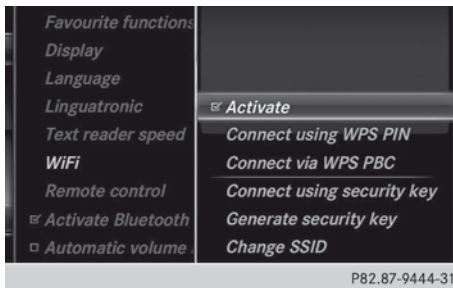 Favourite functions
Display
Language
Linguatronic
Text reader speed
WiFi
Remote control
Activate Bluetooth
Automatic volume
Activate
Connect using WPS PIN
Connect via WPS PBC
Connect using security key
Generate security key
Change SSID
P82.87-9444-31